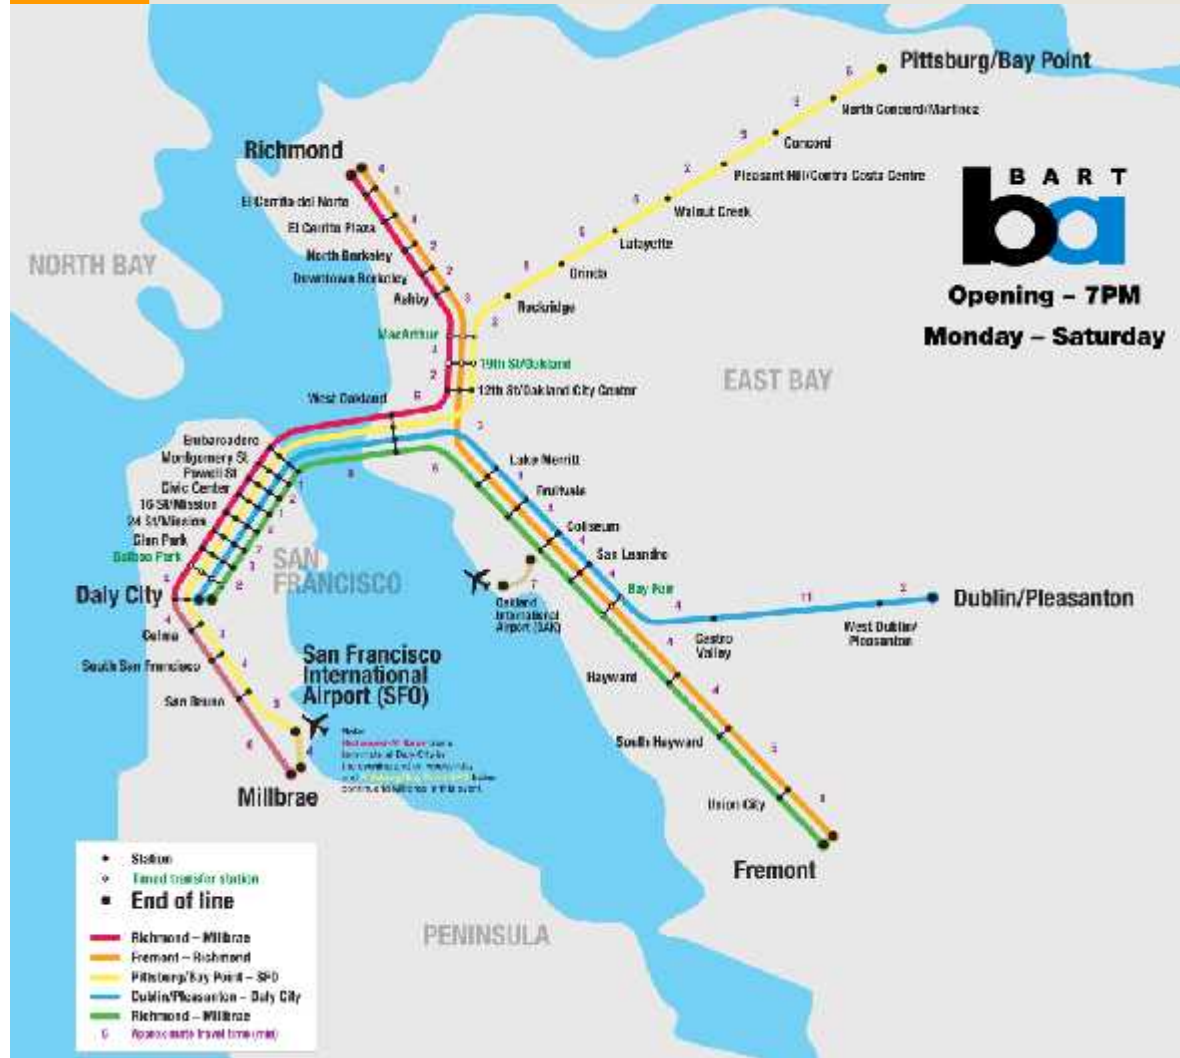 Pittsburg/Bay Point
North Concord/Martinez
Concord
Pleasant Hill/Contra Costa Centre
Walnut Creek
Lafayette
Orinda
Rockridge
BART
ba
Opening – 7PM
Monday – Saturday
Richmond
El Cerrito del Norte
El Cerrito Plaza
North Berkeley
Downtown Berkeley
Ashby
MacArthur
19th St/Oakland
12th St/Oakland City Center
NORTH BAY
EAST BAY
West Oakland
Embarcadero
Montgomery St
Powell St
Civic Center
16 St/Mission
24 St/Mission
Glen Park
Balboa Park
Daly City
SAN
FRANCISCO
Lake Merritt
Fruitvale
Coliseum
San Leandro
Bay Fair
Oakland
International
Airport (OAK)
Castro
Valley
West Dublin/
Pleasanton
Dublin/Pleasanton
Colma
South San Francisco
San Bruno
San Francisco
International
Airport (SFO)
Millbrae
Hayward
South Hayward
Union City
Fremont
PENINSULA
Station
Timed transfer station
End of line
Richmond – Millbrae
Fremont – Richmond
Pittsburg/Bay Point – SFO
Dublin/Pleasanton – Daly City
Richmond – Millbrae
Approximate travel time (min)